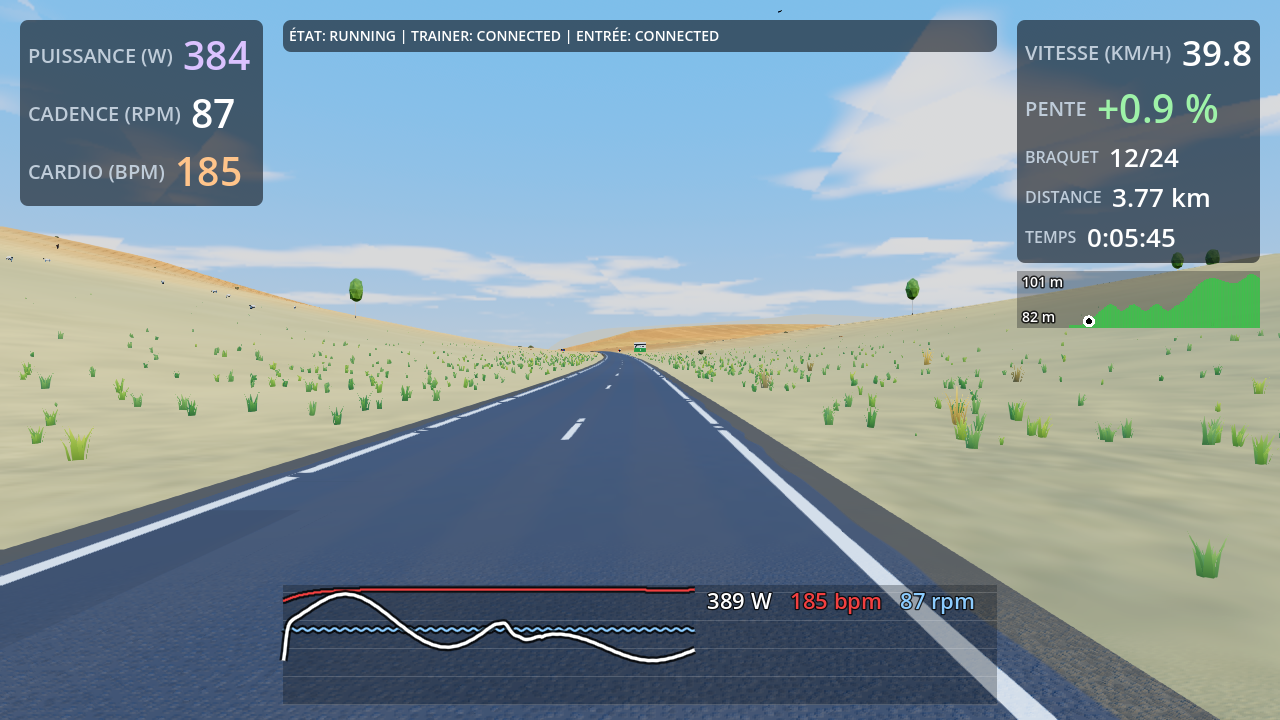 PUISSANCE (W) 384
CADENCE (RPM) 87
CARDIO (BPM) 185
ÉTAT: RUNNING | TRAINER: CONNECTED | ENTRÉE: CONNECTED
VITESSE (KM/H) 39.8
PENTE +0.9 %
BRAQUET 12/24
DISTANCE 3.77 km
TEMPS 0:05:45
101 m
82 m
389 W 185 bpm 87 rpm